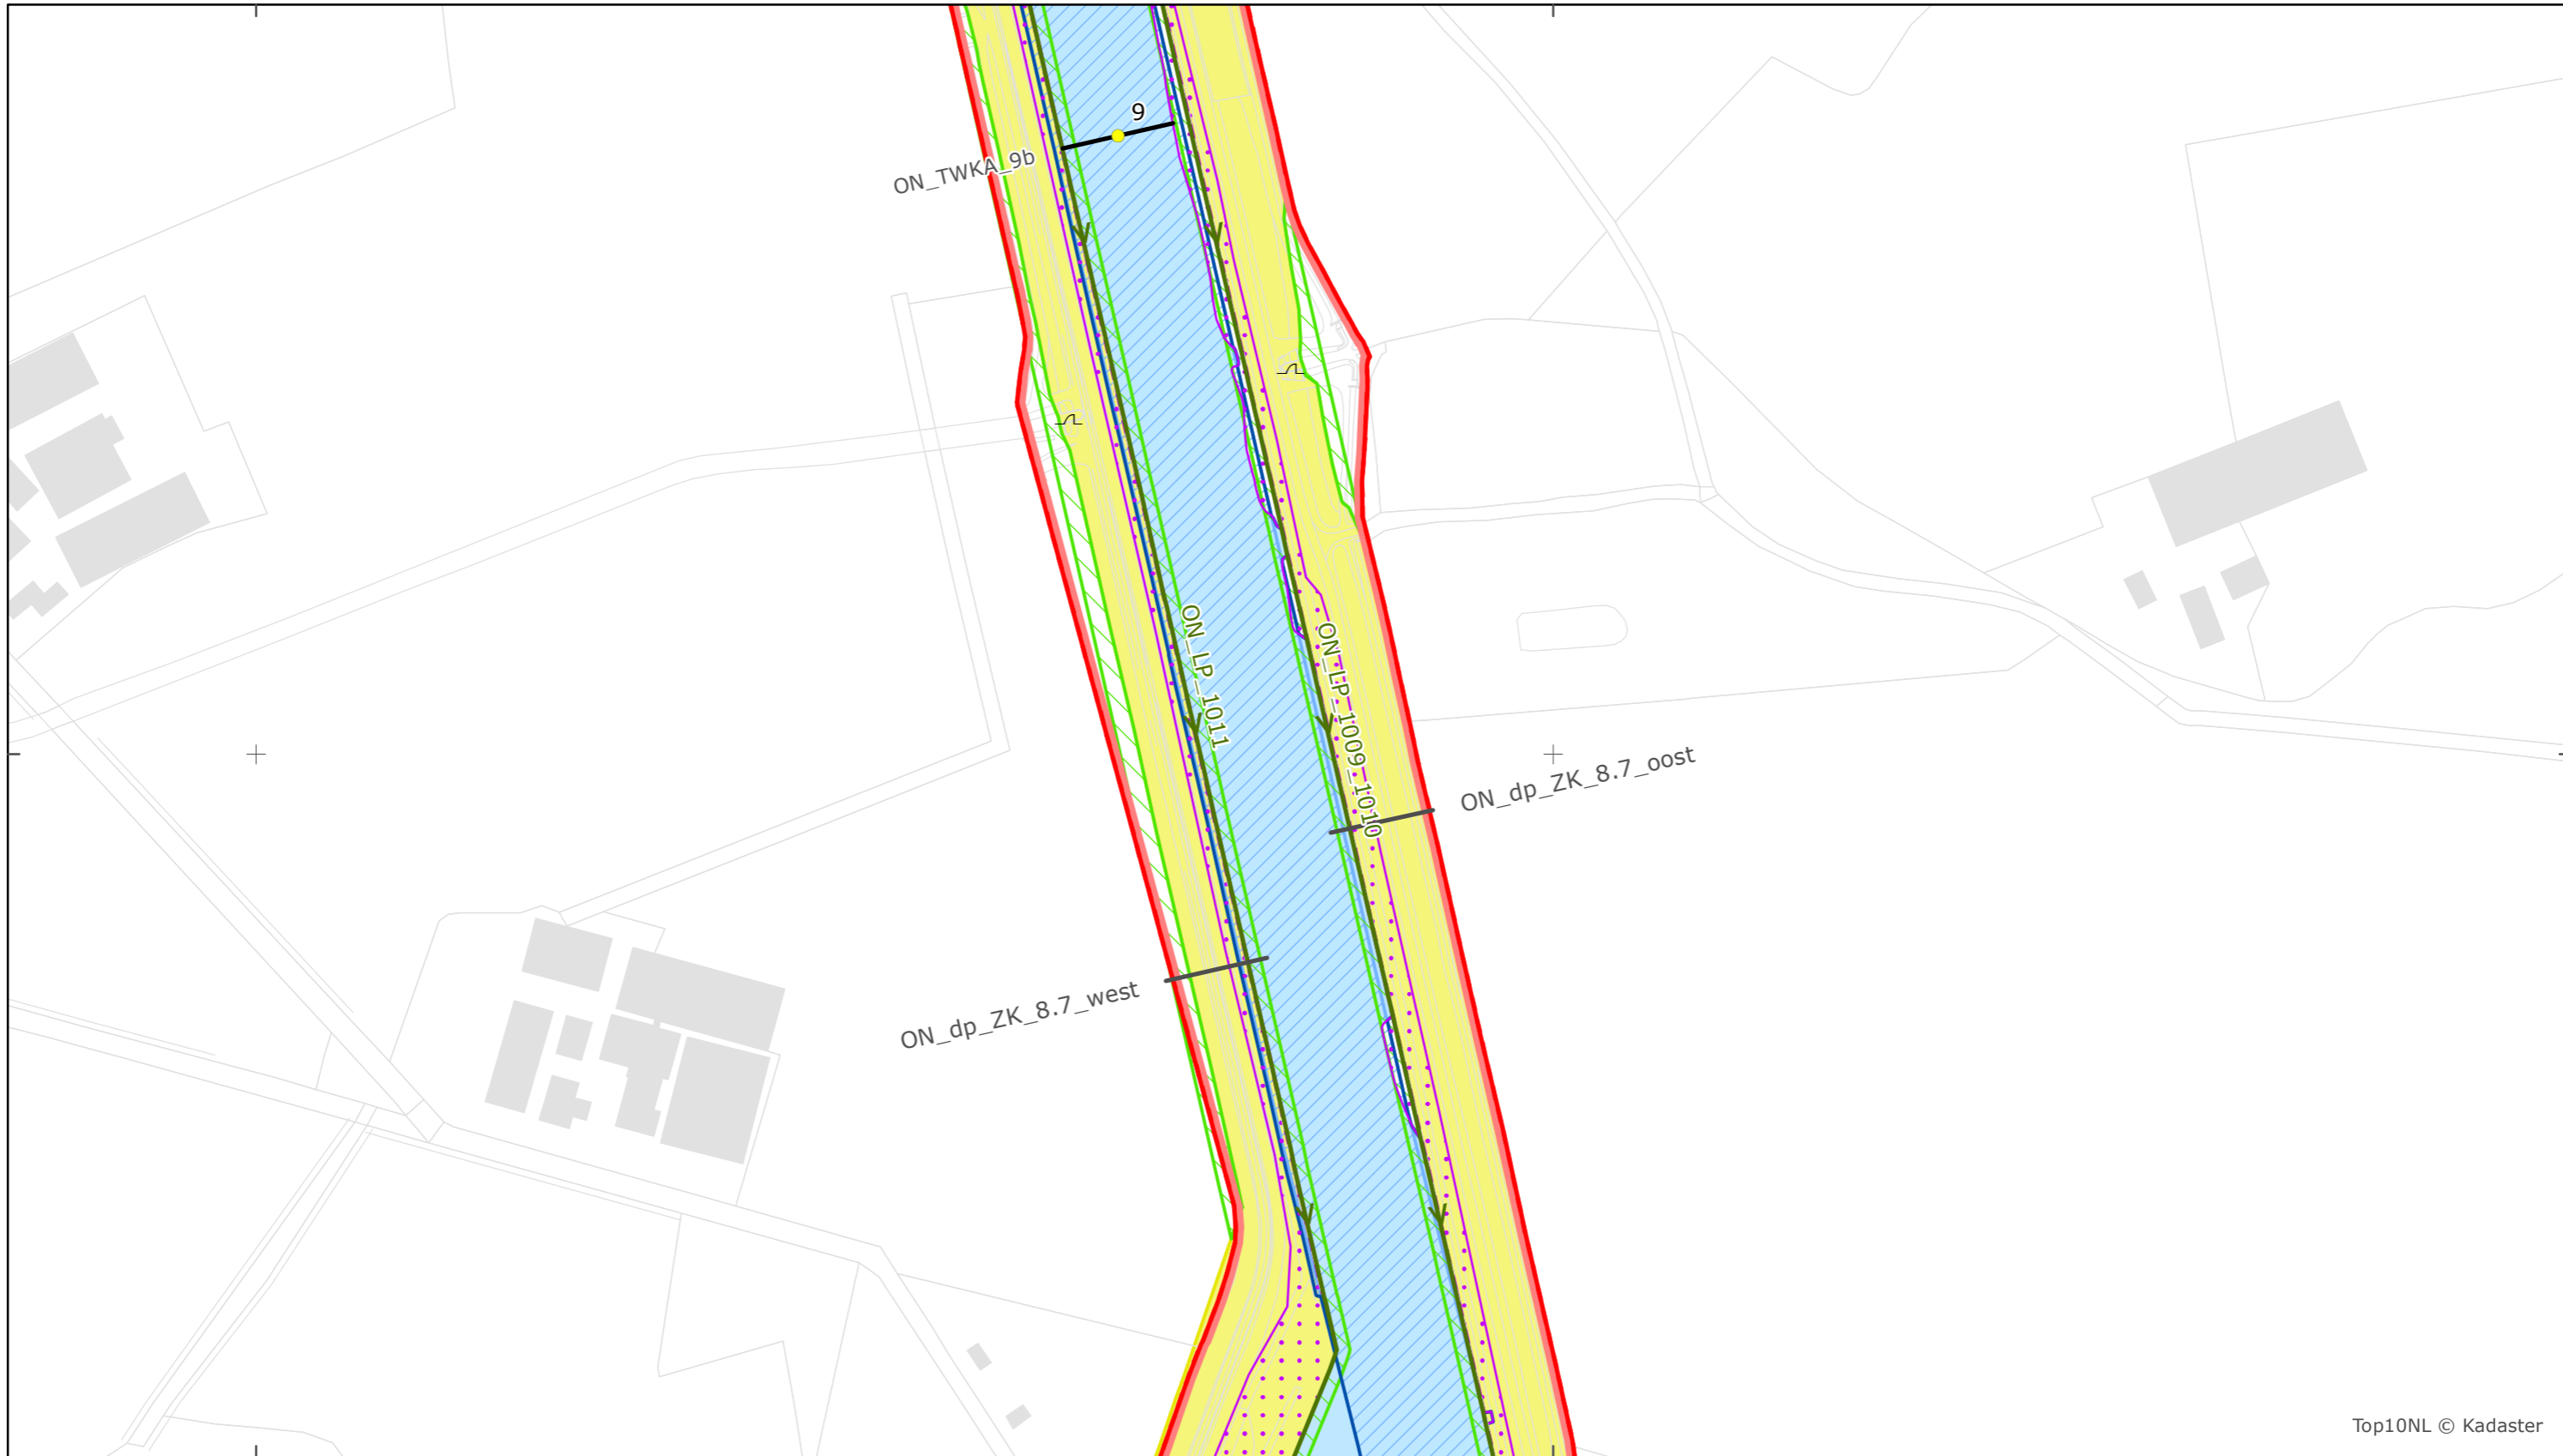 9
ON_TWKA_9b
ON_LP_1011
ON_LP_1009_1010
ON_dp_ZK_8.7_oost
ON_dp_ZK_8.7_west
Top10NL © Kadaster